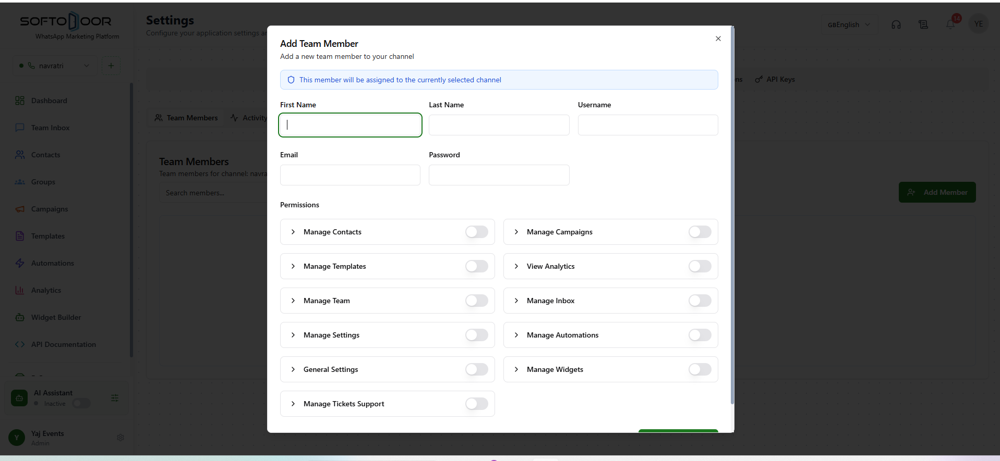 SOFTODOOR
WhatsApp Marketing Platform
navratri
Dashboard
Team Inbox
Contacts
Groups
Campaigns
Templates
Automations
Analytics
Widget Builder
API Documentation
AI Assistant
Inactive
Y
Yaj Events
Admin
Settings
Configure your application settings
GBEnglish
14
YE
API Keys
Team Members
Activity
Team Members
Team members for channel:
Search members...
Add Member
Add Team Member
Add a new team member to your channel
This member will be assigned to the currently selected channel
First Name
Last Name
Username
Email
Password
Permissions
Manage Contacts
Manage Campaigns
Manage Templates
View Analytics
Manage Team
Manage Inbox
Manage Settings
Manage Automations
General Settings
Manage Widgets
Manage Tickets Support